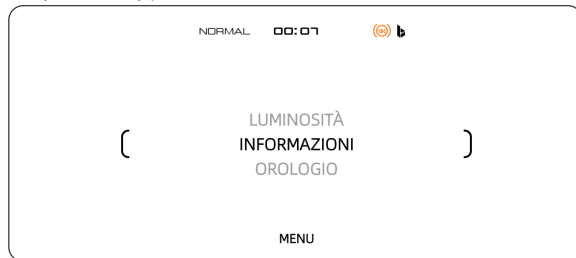 NORMAL 00:07
LUMINOSITÀ
INFORMAZIONI
OROLOGIO
MENU